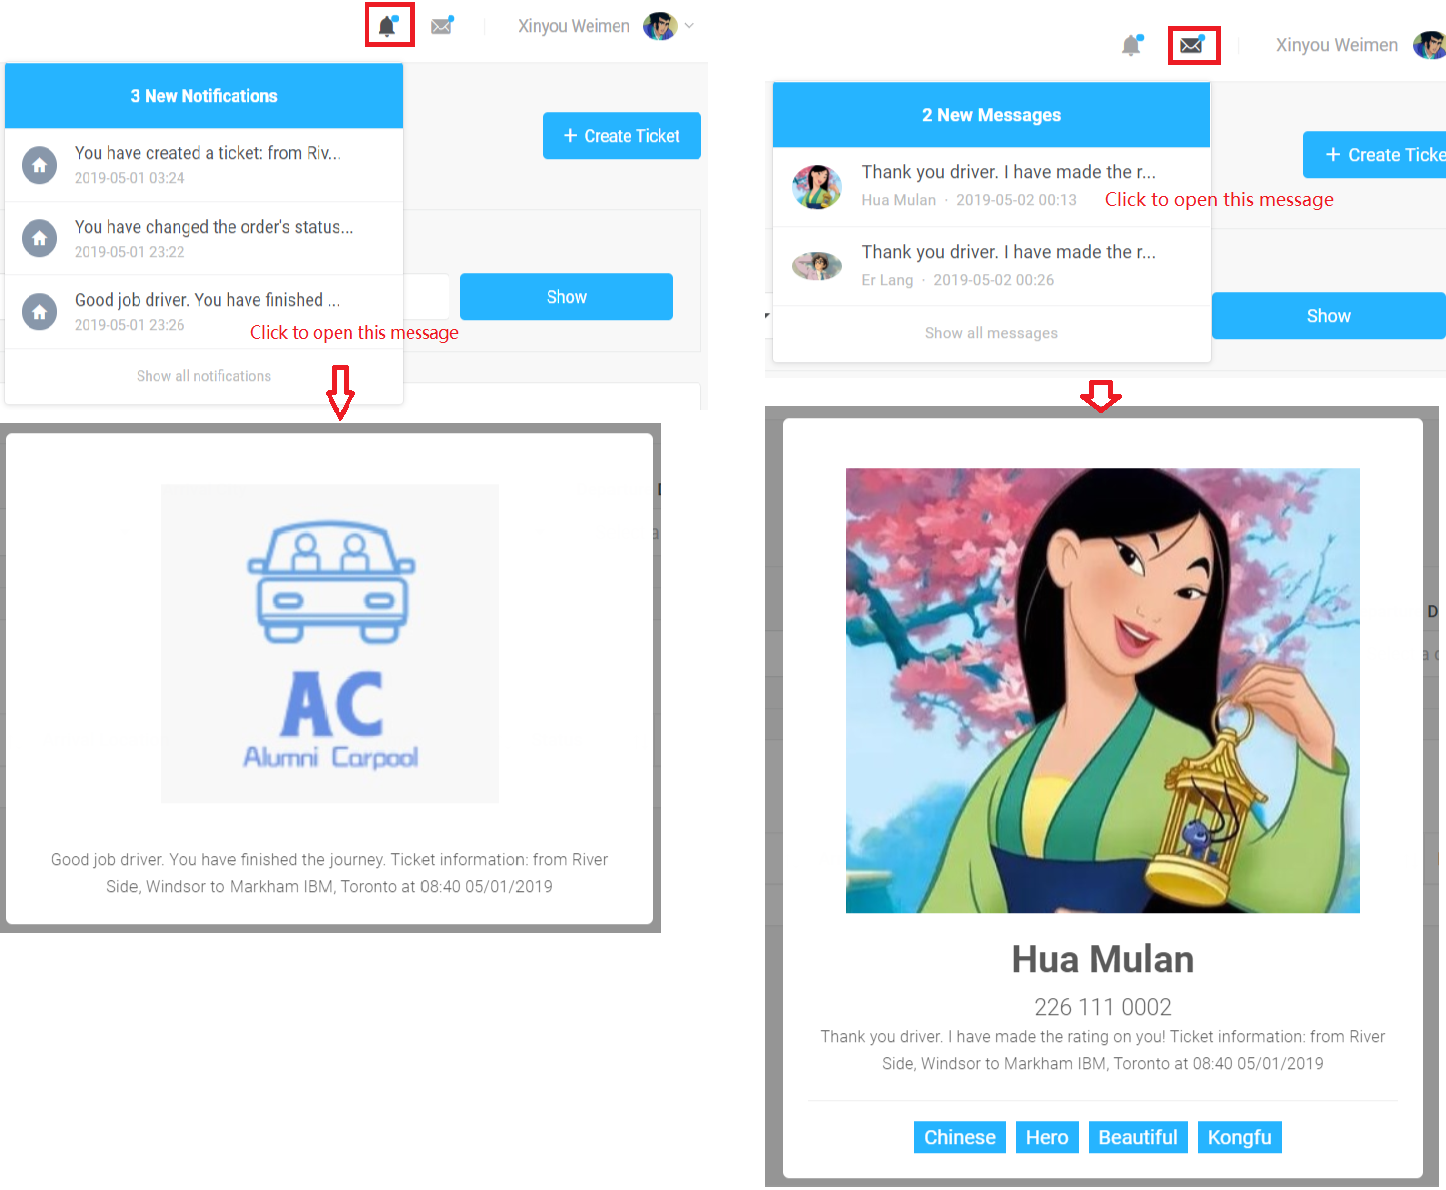 Xinyou Weimen
3 New Notifications
+ Create Ticket
You have created a ticket: from Riv...
2019-05-01 03:24
You have changed the order's status...
2019-05-01 23:22
Show
Good job driver. You have finished ...
2019-05-01 23:26
Click to open this message
Show all notifications
AC
Alumni Carpool
Good job driver. You have finished the journey. Ticket information: from River
Side, Windsor to Markham IBM, Toronto at 08:40 05/01/2019
Xinyou Weimen
2 New Messages
+ Create Ticke
Thank you driver. I have made the r...
Hua Mulan · 2019-05-02 00:13
Click to open this message
Thank you driver. I have made the r...
Er Lang · 2019-05-02 00:26
Show
Show all messages
D
a
Hua Mulan
226 111 0002
Thank you driver. I have made the rating on you! Ticket information: from River
Side, Windsor to Markham IBM, Toronto at 08:40 05/01/2019
Chinese Hero Beautiful Kongfu